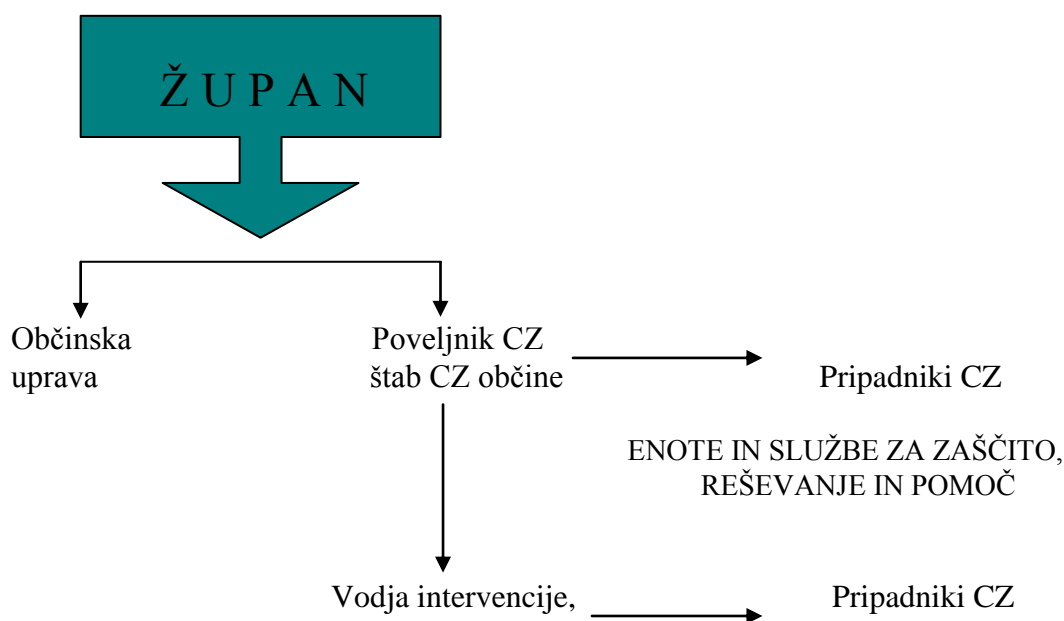 Ž U P A N
Občinska
uprava
Poveljnik CZ
štab CZ občine
Pripadniki CZ
ENOTE IN SLUŽBE ZA ZAŠČITO,
REŠEVANJE IN POMOČ
Vodja intervencije,
Pripadniki CZ